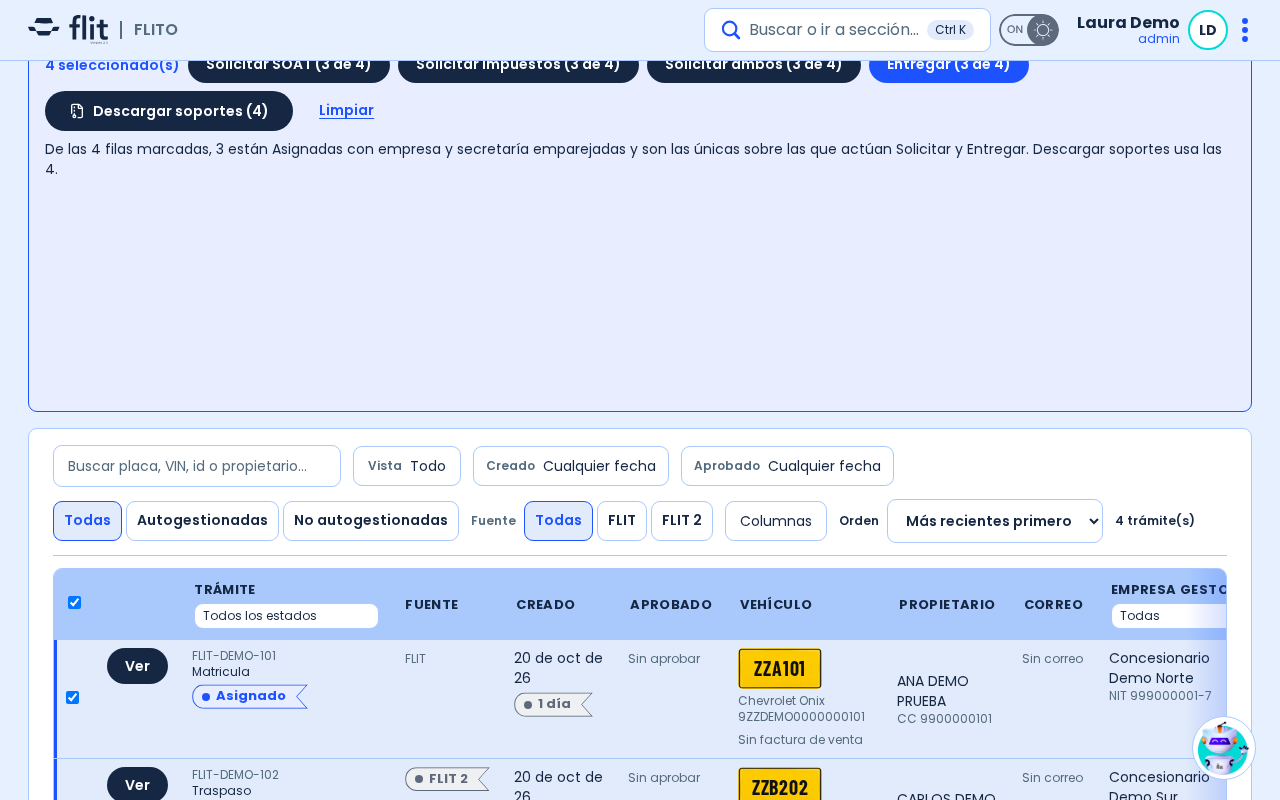 flit FLITO
Buscar o ir a sección... Ctrl K
ON
Laura Demo
admin
LD
4 seleccionado(s) Solicitar SOAT (3 de 4) Solicitar impuestos (3 de 4) Solicitar ambos (3 de 4) Entregar (3 de 4)
Descargar soportes (4) Limpiar
De las 4 filas marcadas, 3 están Asignadas con empresa y secretaría emparejadas y son las únicas sobre las que actúan Solicitar y Entregar. Descargar soportes usa las
4.
Buscar placa, VIN, id o propietario... Vista Todo Creado Cualquier fecha Aprobado Cualquier fecha
Todas Autogestionadas No autogestionadas Fuente Todas FLIT FLIT 2 Columnas Orden Más recientes primero 4 trámite(s)
TRÁMITE FUENTE CREADO APROBADO VEHÍCULO PROPIETARIO CORREO EMPRESA GESTO
Todos los estados Todas
Ver FLIT-DEMO-101
Matricula
Asignado
FLIT
20 de oct de
26
1 día
Sin aprobar
ZZA101
Chevrolet Onix
9ZZDEMO0000000101
Sin factura de venta
ANA DEMO
PRUEBA
CC 9900000101
Sin correo
Concesionario
Demo Norte
NIT 999000001-7
Ver FLIT-DEMO-102
Traspaso
FLIT 2
20 de oct de
26
Sin aprobar
ZZB202
CARLOS DEMO
Sin correo
Concesionario
Demo Sur